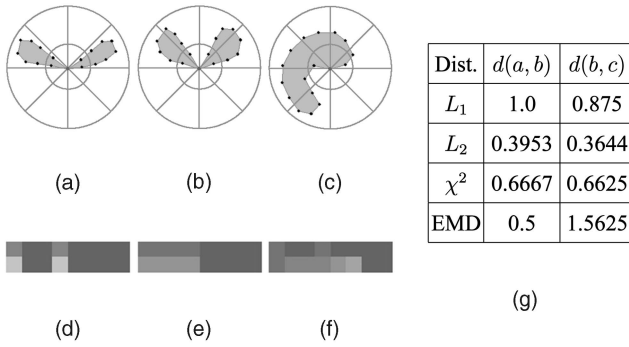 (a) (b) (c)
(d) (e) (f)
Dist. d(a, b) d(b, c)
L₁ 1.0 0.875
L₂ 0.3953 0.3644
χ² 0.6667 0.6625
EMD 0.5 1.5625
(g)